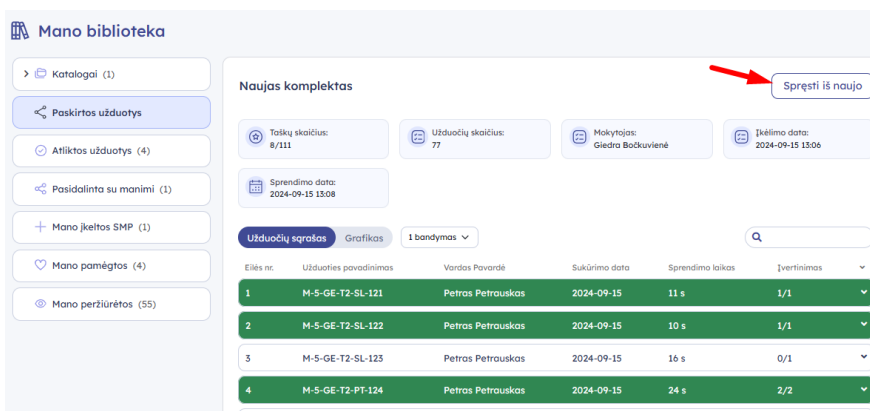 Mano biblioteka
Katalogai (1)
Paskirtos užduotys
Atliktos užduotys (4)
Pasidalinta su manimi (1)
Mano įkeltos SMP (1)
Mano pamėgtos (4)
Mano peržiūrėtos (55)
Naujas komplektas
Spręsti iš naujo
Taškų skaičius:
8/111
Užduočių skaičius:
77
Mokytojas:
Giedra Bočkuvienė
Įkėlimo data:
2024-09-15 13:06
Sprendimo data:
2024-09-15 13:08
Užduočių sąrašas Grafikas 1 bandymas
Eilės nr. Užduoties pavadinimas Vardas Pavardė Sukūrimo data Sprendimo laikas Įvertinimas
1 M-5-GE-T2-SL-121 Petras Petrauskas 2024-09-15 11 s 1/1
2 M-5-GE-T2-SL-122 Petras Petrauskas 2024-09-15 10 s 1/1
3 M-5-GE-T2-SL-123 Petras Petrauskas 2024-09-15 16 s 0/1
4 M-5-GE-T2-PT-124 Petras Petrauskas 2024-09-15 24 s 2/2